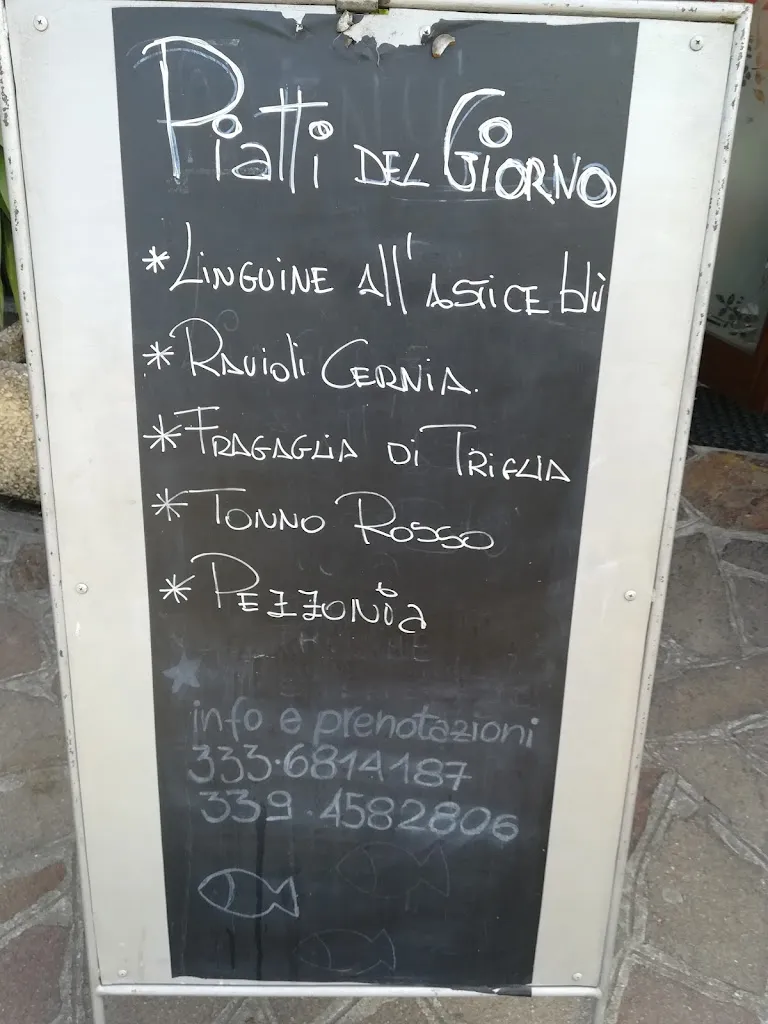 Piatti DEL GIORNO
* LINGUINE All' ASTICE blù
* RAVIOLI CERNIA.
* FRAGAGLIA Di TRIGLIA
* TONNO ROSSO
* PEZZONIA
info e prenotazioni
333.6814187
339.4582806